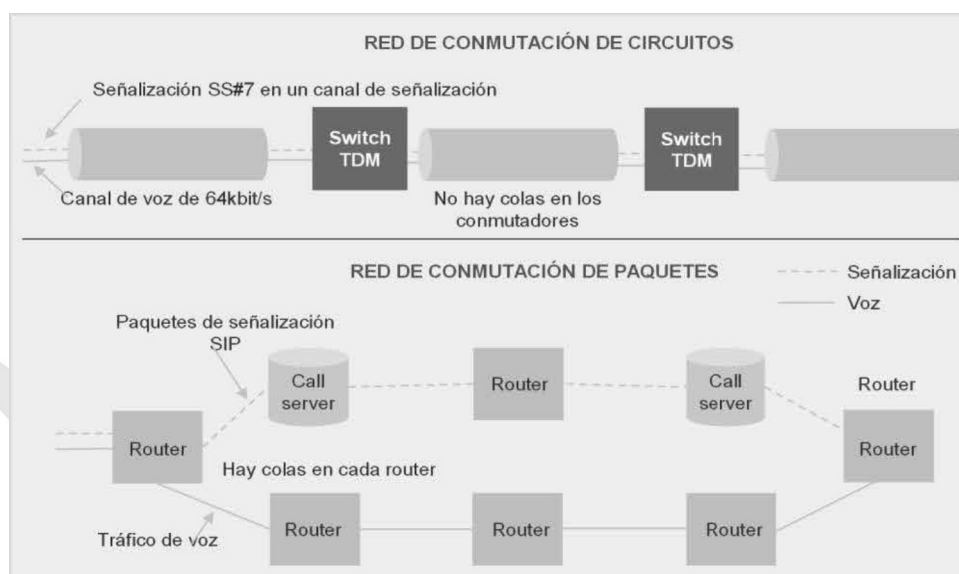 RED DE CONMUTACIÓN DE CIRCUITOS
Señalización SS#7 en un canal de señalización
Switch
TDM
Switch
TDM
Canal de voz de 64kbit/s
No hay colas en los
conmutadores
RED DE CONMUTACIÓN DE PAQUETES
Señalización
Voz
Paquetes de señalización
SIP
Call
server
Router
Call
server
Router
Router
Router
Hay colas en cada router
Tráfico de voz
Router
Router
Router